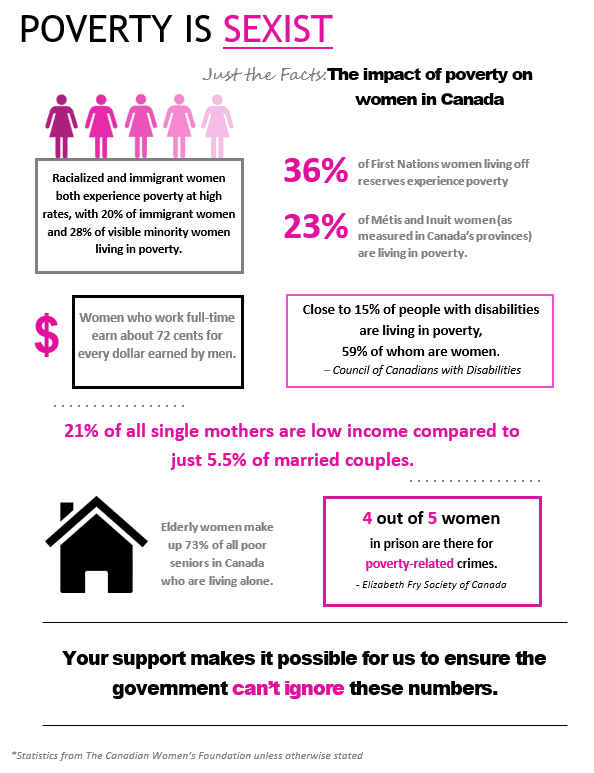 POVERTY IS SEXIST
Just the Facts:The impact of poverty on
women in Canada
Racialized and immigrant women
both experience poverty at high
rates, with 20% of immigrant women
and 28% of visible minority women
living in poverty.
36%
of First Nations women living off
reserves experience poverty
23%
of Métis and Inuit women (as
measured in Canada's provinces)
are living in poverty.
$
Women who work full-time
earn about 72 cents for
every dollar earned by men.
Close to 15% of people with disabilities
are living in poverty,
59% of whom are women.
– Council of Canadians with Disabilities
21% of all single mothers are low income compared to
just 5.5% of married couples.
Elderly women make
up 73% of all poor
seniors in Canada
who are living alone.
4 out of 5 women
in prison are there for
poverty-related crimes.
- Elizabeth Fry Society of Canada
Your support makes it possible for us to ensure the
government can't ignore these numbers.
*Statistics from The Canadian Women's Foundation unless otherwise stated